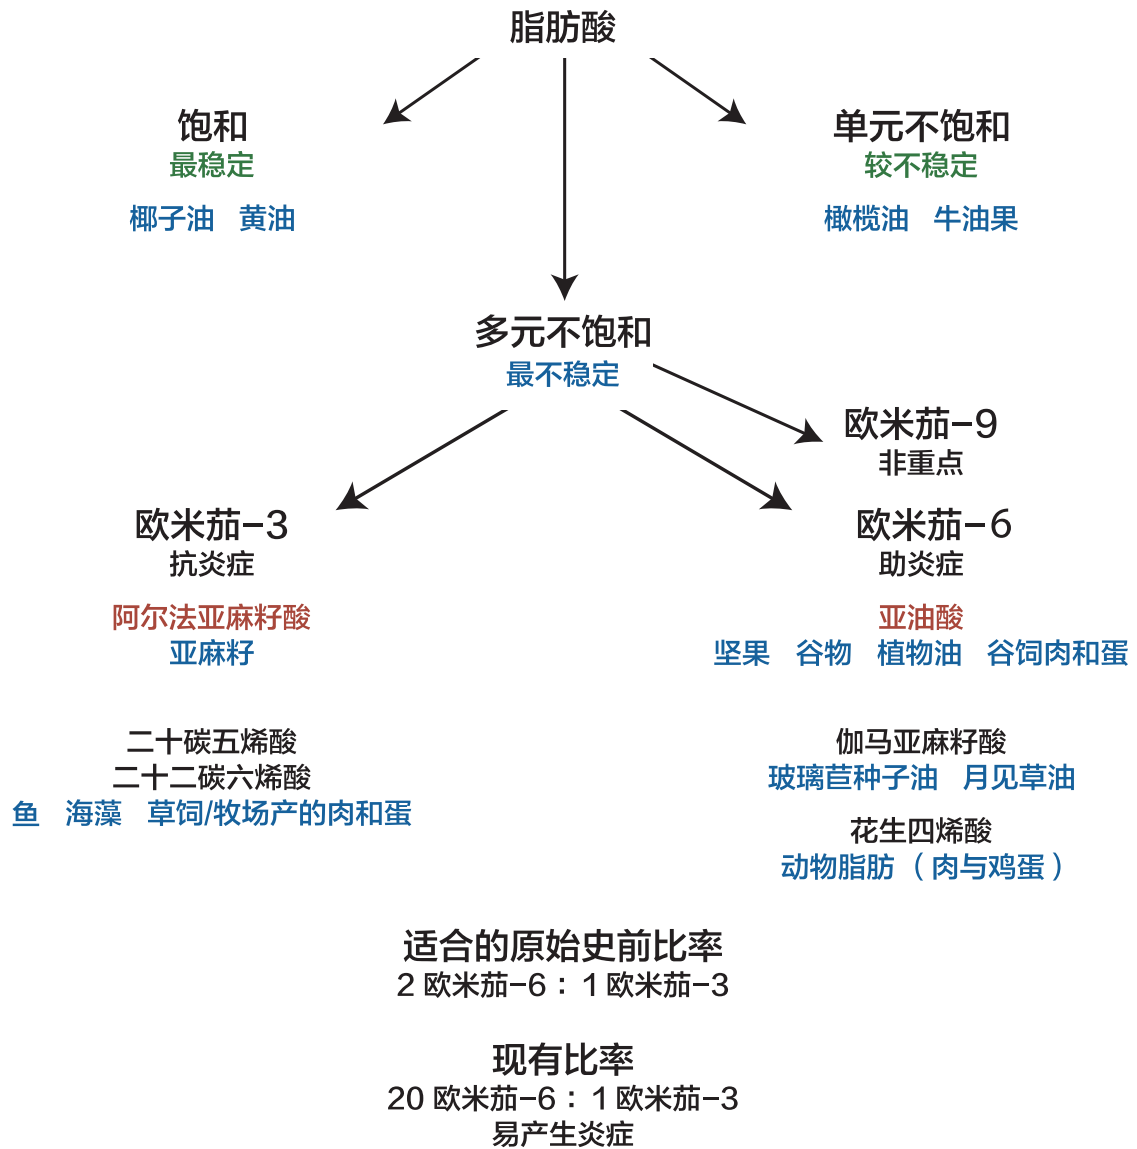 脂肪酸
饱和
最稳定
椰子油 黄油
单元不饱和
较不稳定
橄榄油 牛油果
多元不饱和
最不稳定
欧米茄-9
非重点
欧米茄-3
抗炎症
阿尔法亚麻籽酸
亚麻籽
二十碳五烯酸
二十二碳六烯酸
鱼 海藻 草饲/牧场产的肉和蛋
欧米茄-6
助炎症
亚油酸
坚果 谷物 植物油 谷饲肉和蛋
伽马亚麻籽酸
玻璃苣种子油 月见草油
花生四烯酸
动物脂肪（肉与鸡蛋）
适合的原始史前比率
2 欧米茄-6：1 欧米茄-3
现有比率
20 欧米茄-6：1 欧米茄-3
易产生炎症